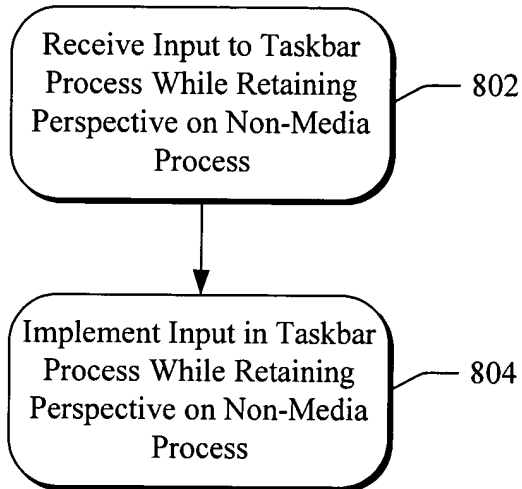 Receive Input to Taskbar
Process While Retaining
Perspective on Non-Media
Process
802
Implement Input in Taskbar
Process While Retaining
Perspective on Non-Media
Process
804